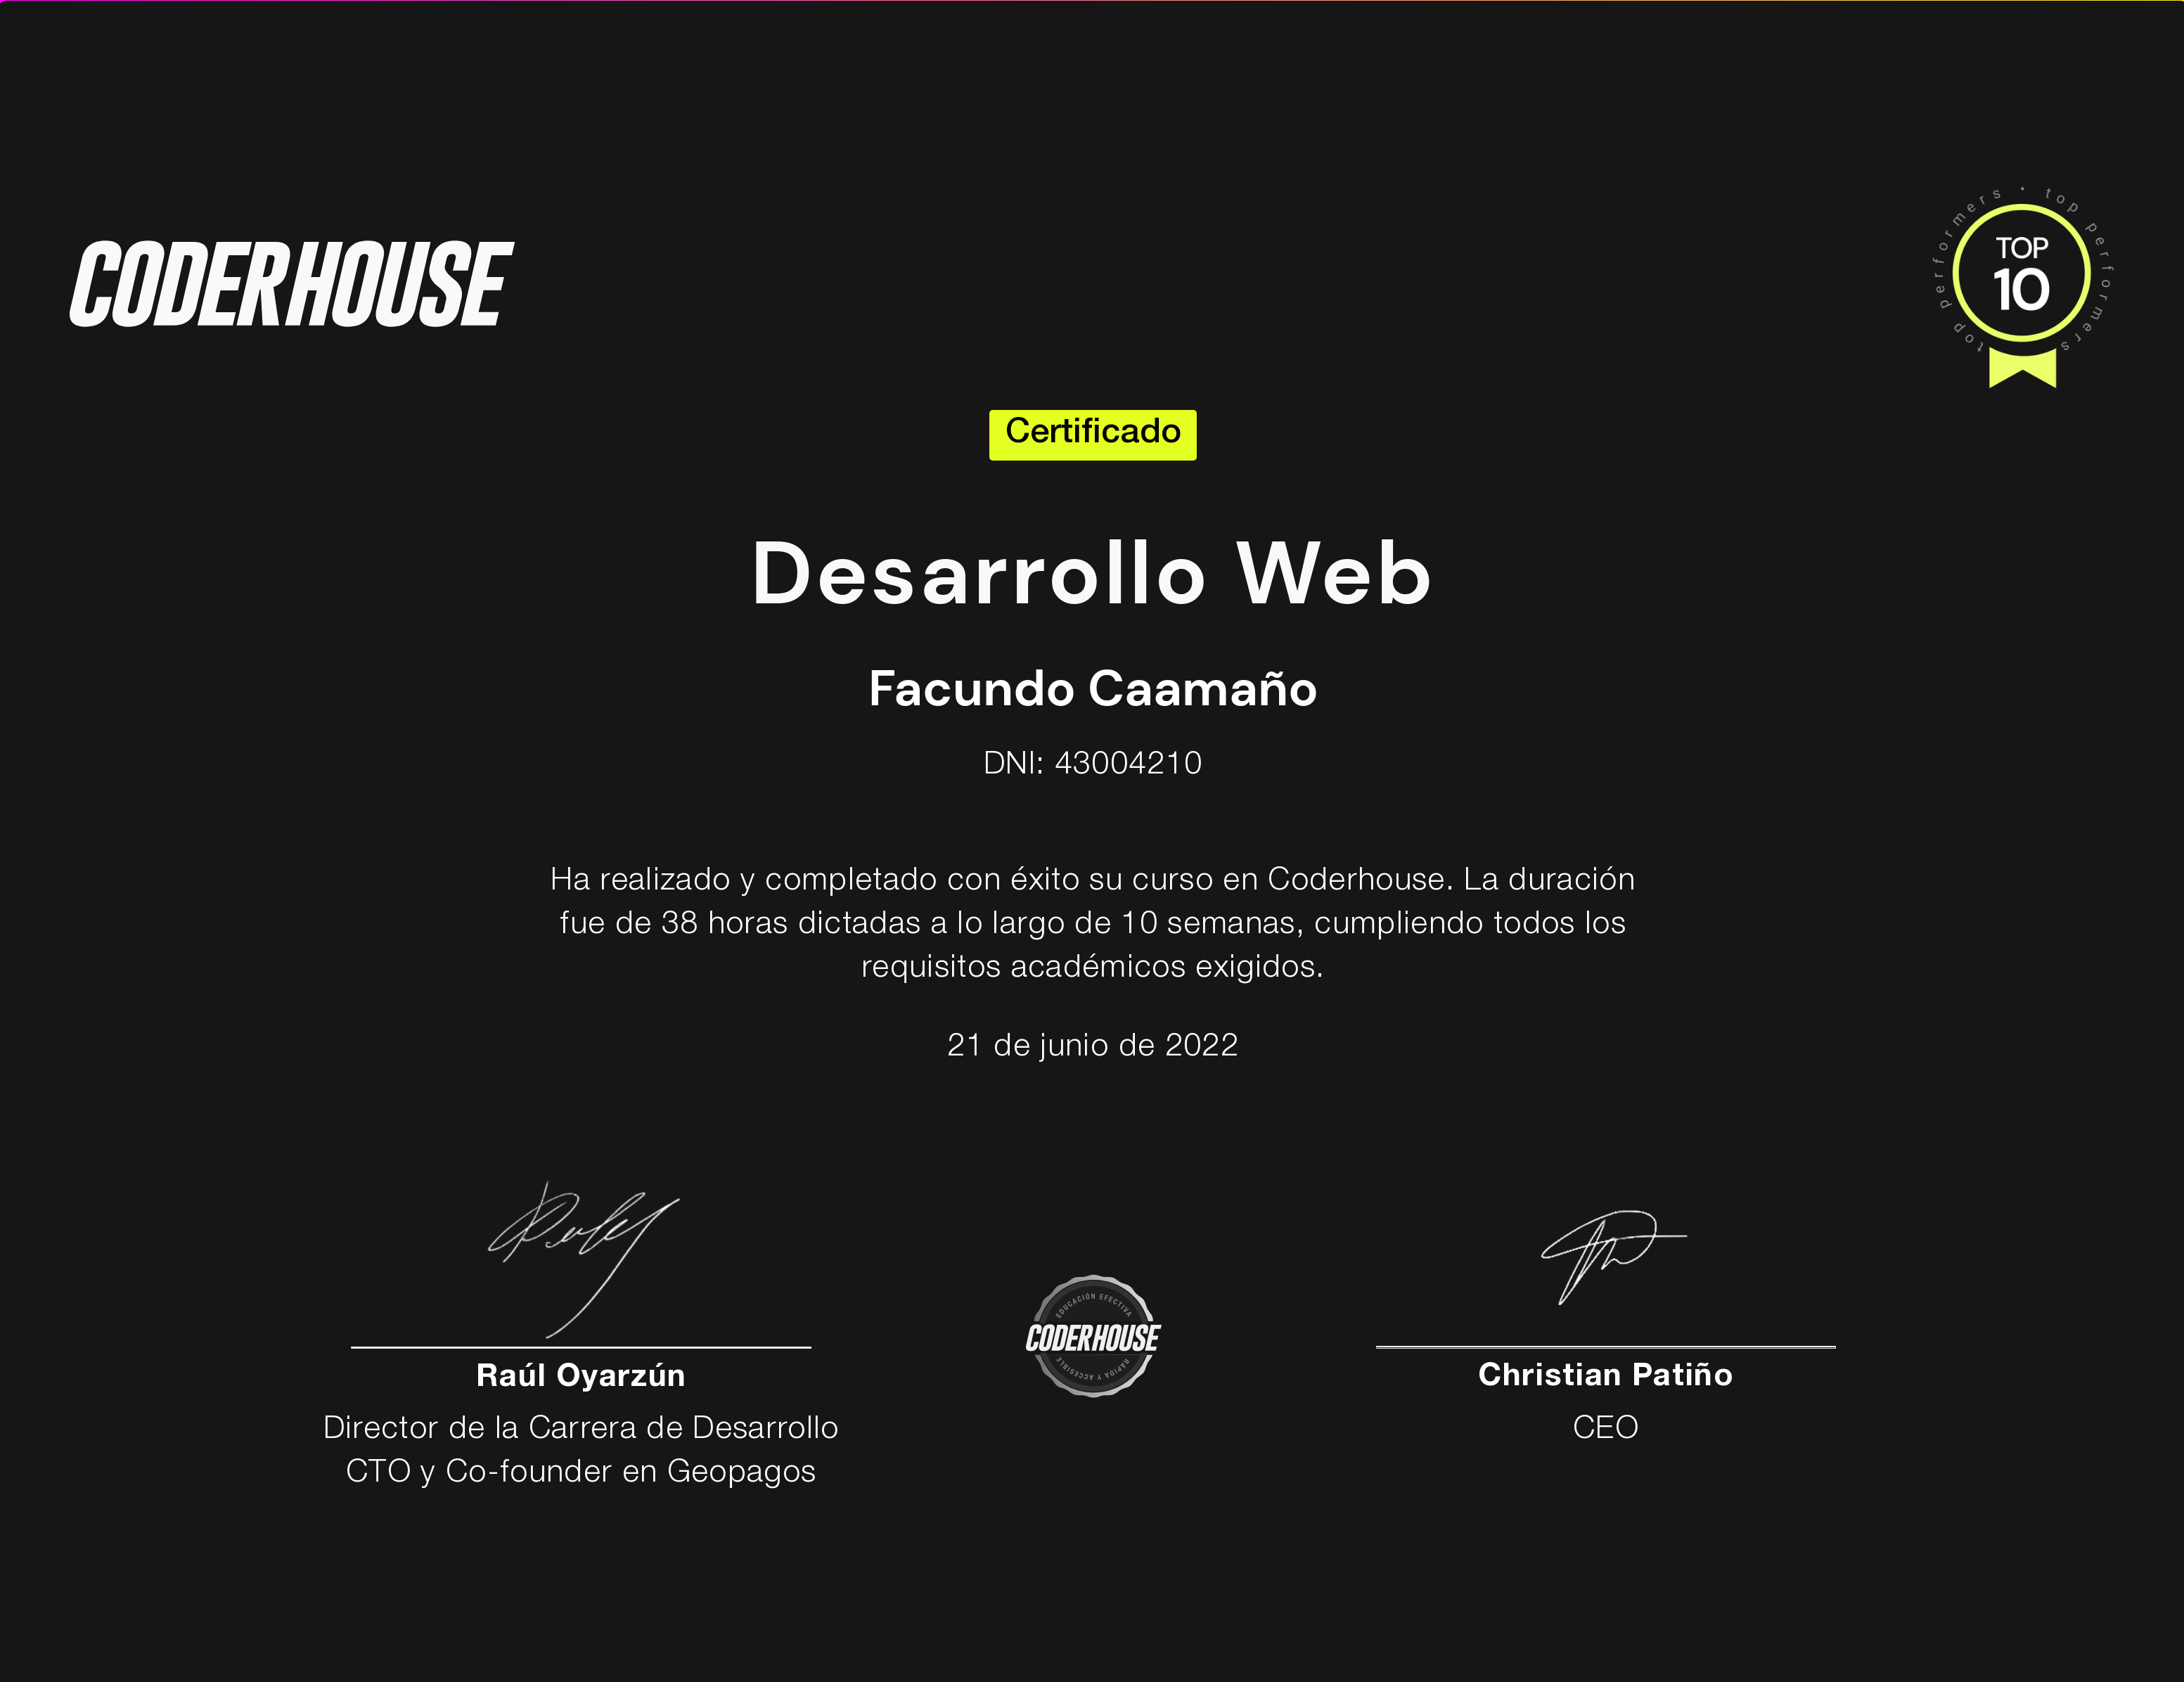 CODERHOUSE
top performers • top performers
TOP
10
Certificado
Desarrollo Web
Facundo Caamaño
DNI: 43004210
Ha realizado y completado con éxito su curso en Coderhouse. La duración
fue de 38 horas dictadas a lo largo de 10 semanas, cumpliendo todos los
requisitos académicos exigidos.
21 de junio de 2022
Raúl Oyarzún
Director de la Carrera de Desarrollo
CTO y Co-founder en Geopagos
EDUCACIÓN EFECTIVA
CODERHOUSE
RAPIDA Y ACCESIBLE
Christian Patiño
CEO